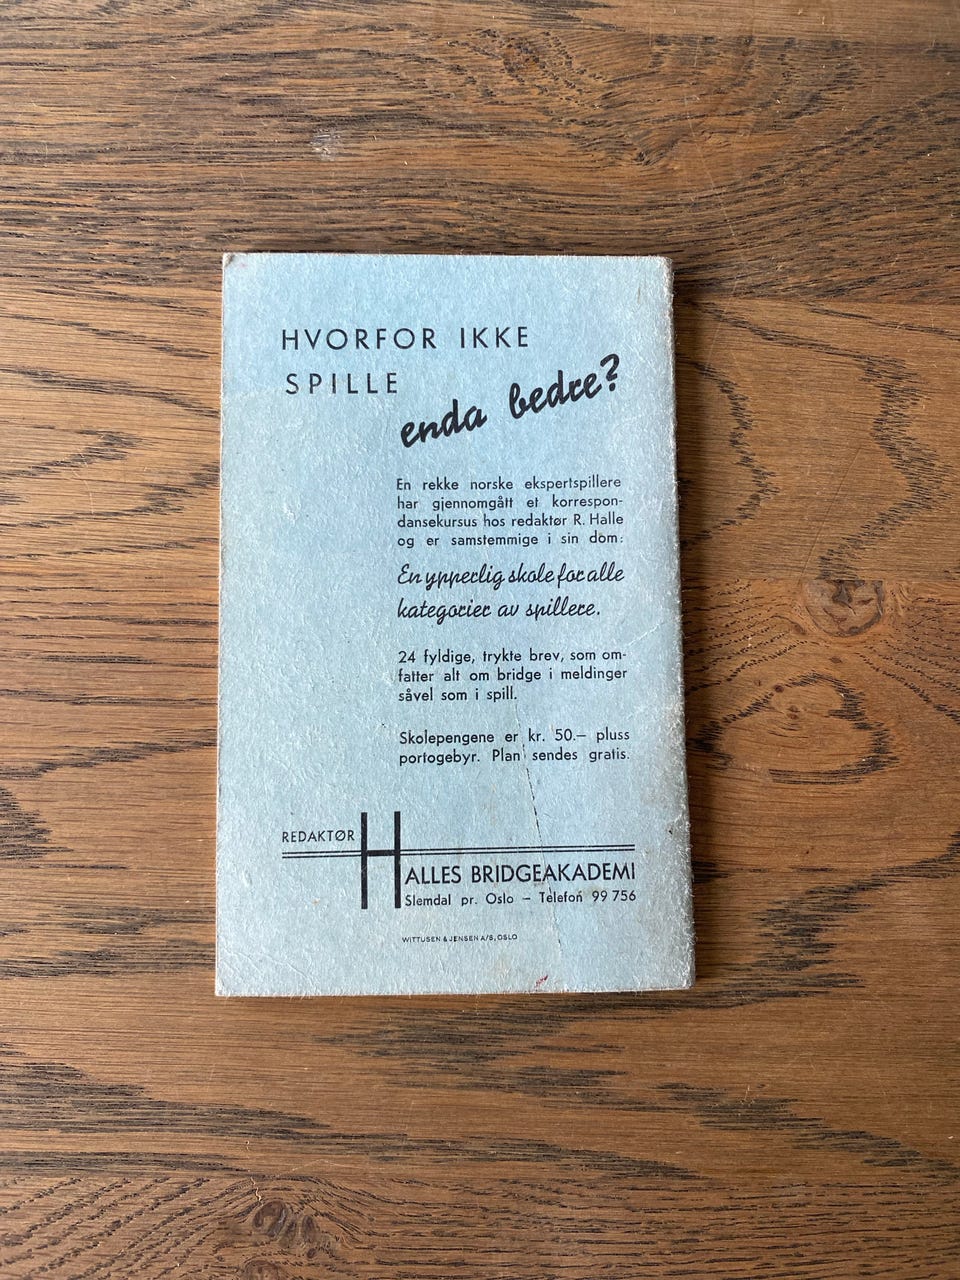 HVORFOR IKKE
SPILLE
enda bedre?
En rekke norske ekspertspillere
har gjennomgått et korrespon-
dansekursus hos redaktør R. Halle
og er samstemmige i sin dom:
En ypperlig skole for alle
kategorier av spillere.
24 fyldige, trykte brev, som om-
fatter alt om bridge i meldinger
såvel som i spill.
Skolepengene er kr. 50.– pluss
portogebyr. Plan sendes gratis.
REDAKTØR
HALLES BRIDGEAKADEMI
Slemdal pr. Oslo – Telefon 99 756
WITTUSEN & JENSEN A/S, OSLO